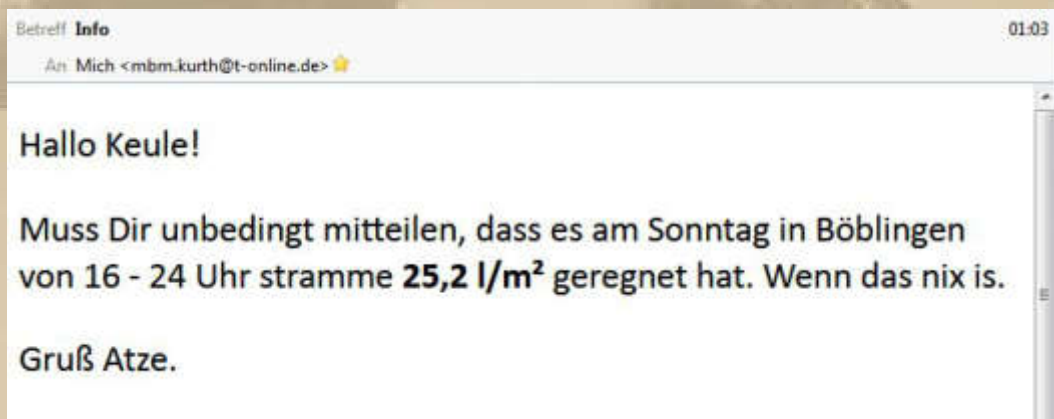 Betreff Info 01:03
An Mich <mbm.kurth@t-online.de>
Hallo Keule!
Muss Dir unbedingt mitteilen, dass es am Sonntag in Böblingen
von 16 - 24 Uhr stramme 25,2 l/m² geregnet hat. Wenn das nix is.
Gruß Atze.